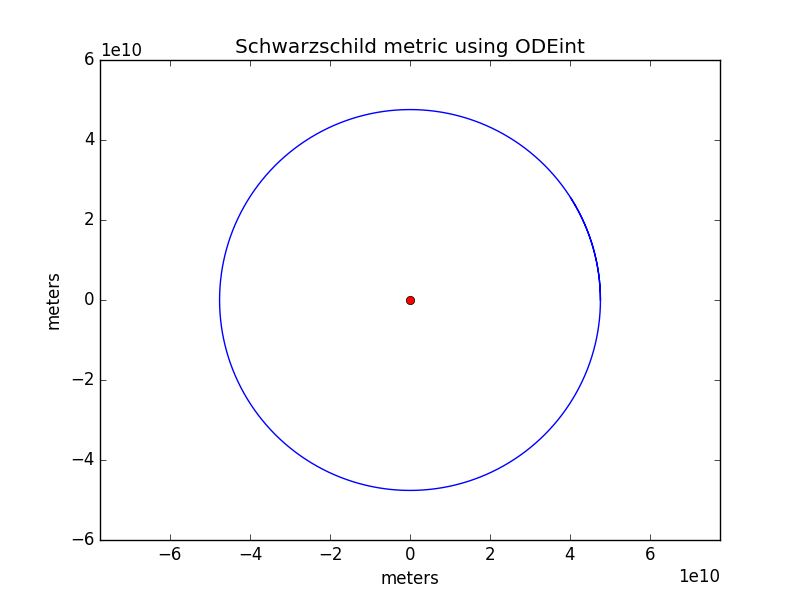 Schwarzschild metric using ODEint
1e10
6
4
2
0
−2
−4
−6
meters
−6 −4 −2 0 2 4 6
meters
1e10